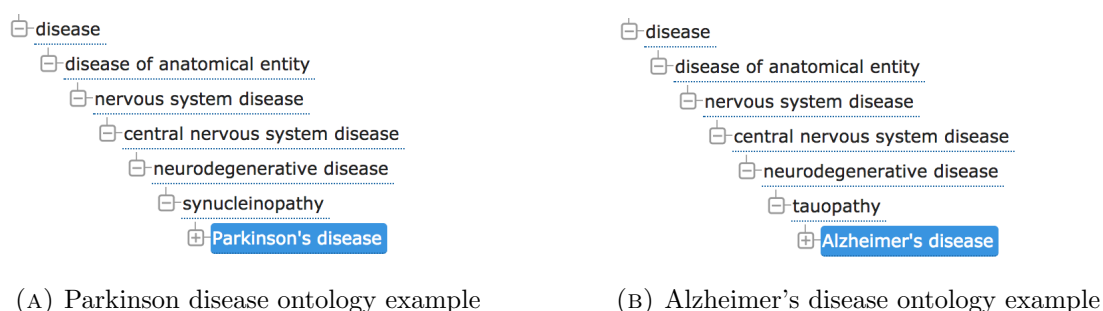 disease
disease of anatomical entity
nervous system disease
central nervous system disease
neurodegenerative disease
synucleinopathy
Parkinson's disease
(A) Parkinson disease ontology example
disease
disease of anatomical entity
nervous system disease
central nervous system disease
neurodegenerative disease
tauopathy
Alzheimer's disease
(B) Alzheimer's disease ontology example